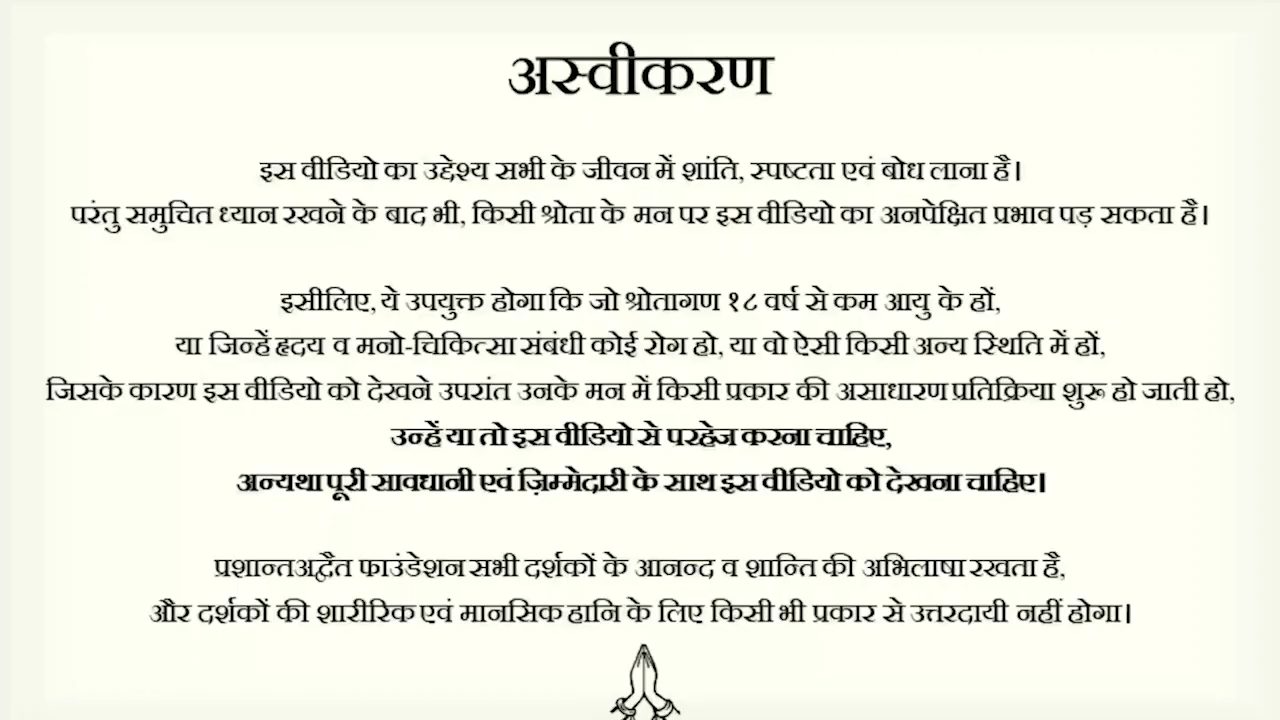 अस्वीकरण
इस वीडियो का उद्देश्य सभी के जीवन में शांति, स्पष्टता एवं बोध लाना है।
परंतु समुचित ध्यान रखने के बाद भी, किसी श्रोता के मन पर इस वीडियो का अनपेक्षित प्रभाव पड़ सकता है।
इसीलिए, ये उपयुक्त होगा कि जो श्रोतागण १८ वर्ष से कम आयु के हों,
या जिन्हें हृदय व मनो-चिकित्सा संबंधी कोई रोग हो, या वो ऐसी किसी अन्य स्थिति में हों,
जिसके कारण इस वीडियो को देखने उपरांत उनके मन में किसी प्रकार की असाधारण प्रतिक्रिया शुरू हो जाती हो,
उन्हें या तो इस वीडियो से परहेज करना चाहिए,
अन्यथा पूरी सावधानी एवं ज़िम्मेदारी के साथ इस वीडियो को देखना चाहिए।
प्रशान्तअद्वैत फाउंडेशन सभी दर्शकों के आनन्द व शान्ति की अभिलाषा रखता है,
और दर्शकों की शारीरिक एवं मानसिक हानि के लिए किसी भी प्रकार से उत्तरदायी नहीं होगा।